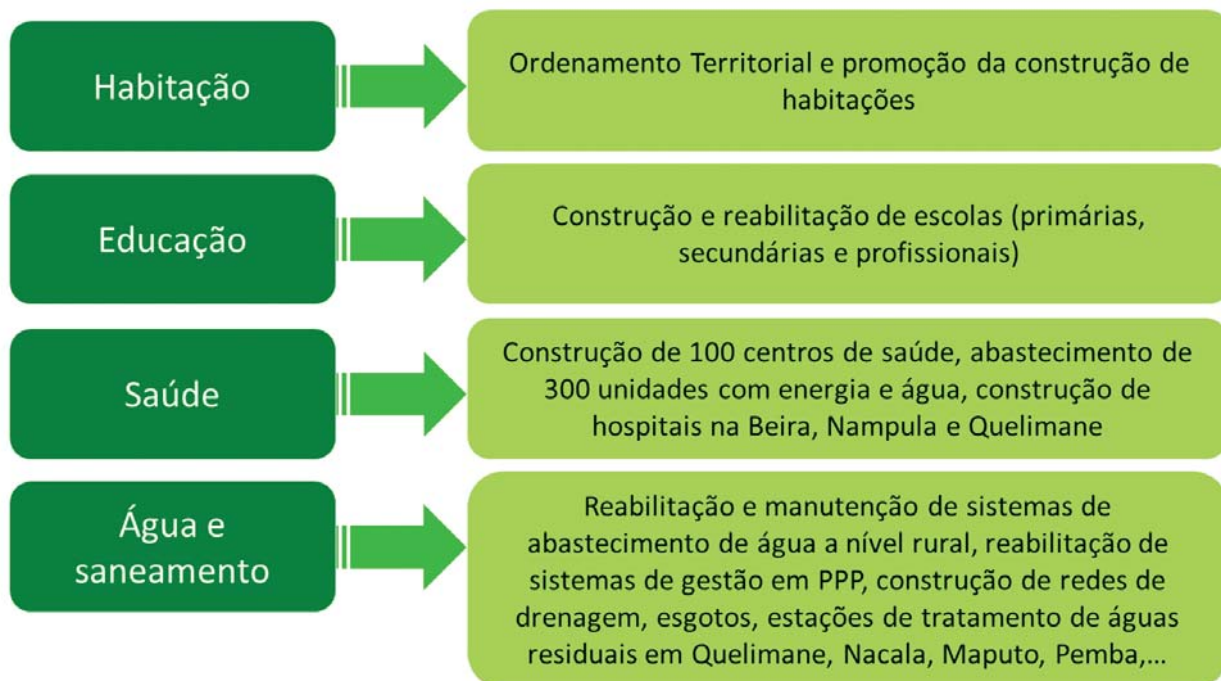 Habitação
Ordenamento Territorial e promoção da construção de
habitações
Educação
Construção e reabilitação de escolas (primárias,
secundárias e profissionais)
Saúde
Construção de 100 centros de saúde, abastecimento de
300 unidades com energia e água, construção de
hospitais na Beira, Nampula e Quelimane
Água e
saneamento
Reabilitação e manutenção de sistemas de
abastecimento de água a nível rural, reabilitação de
sistemas de gestão em PPP, construção de redes de
drenagem, esgotos, estações de tratamento de águas
residuais em Quelimane, Nacala, Maputo, Pemba,...